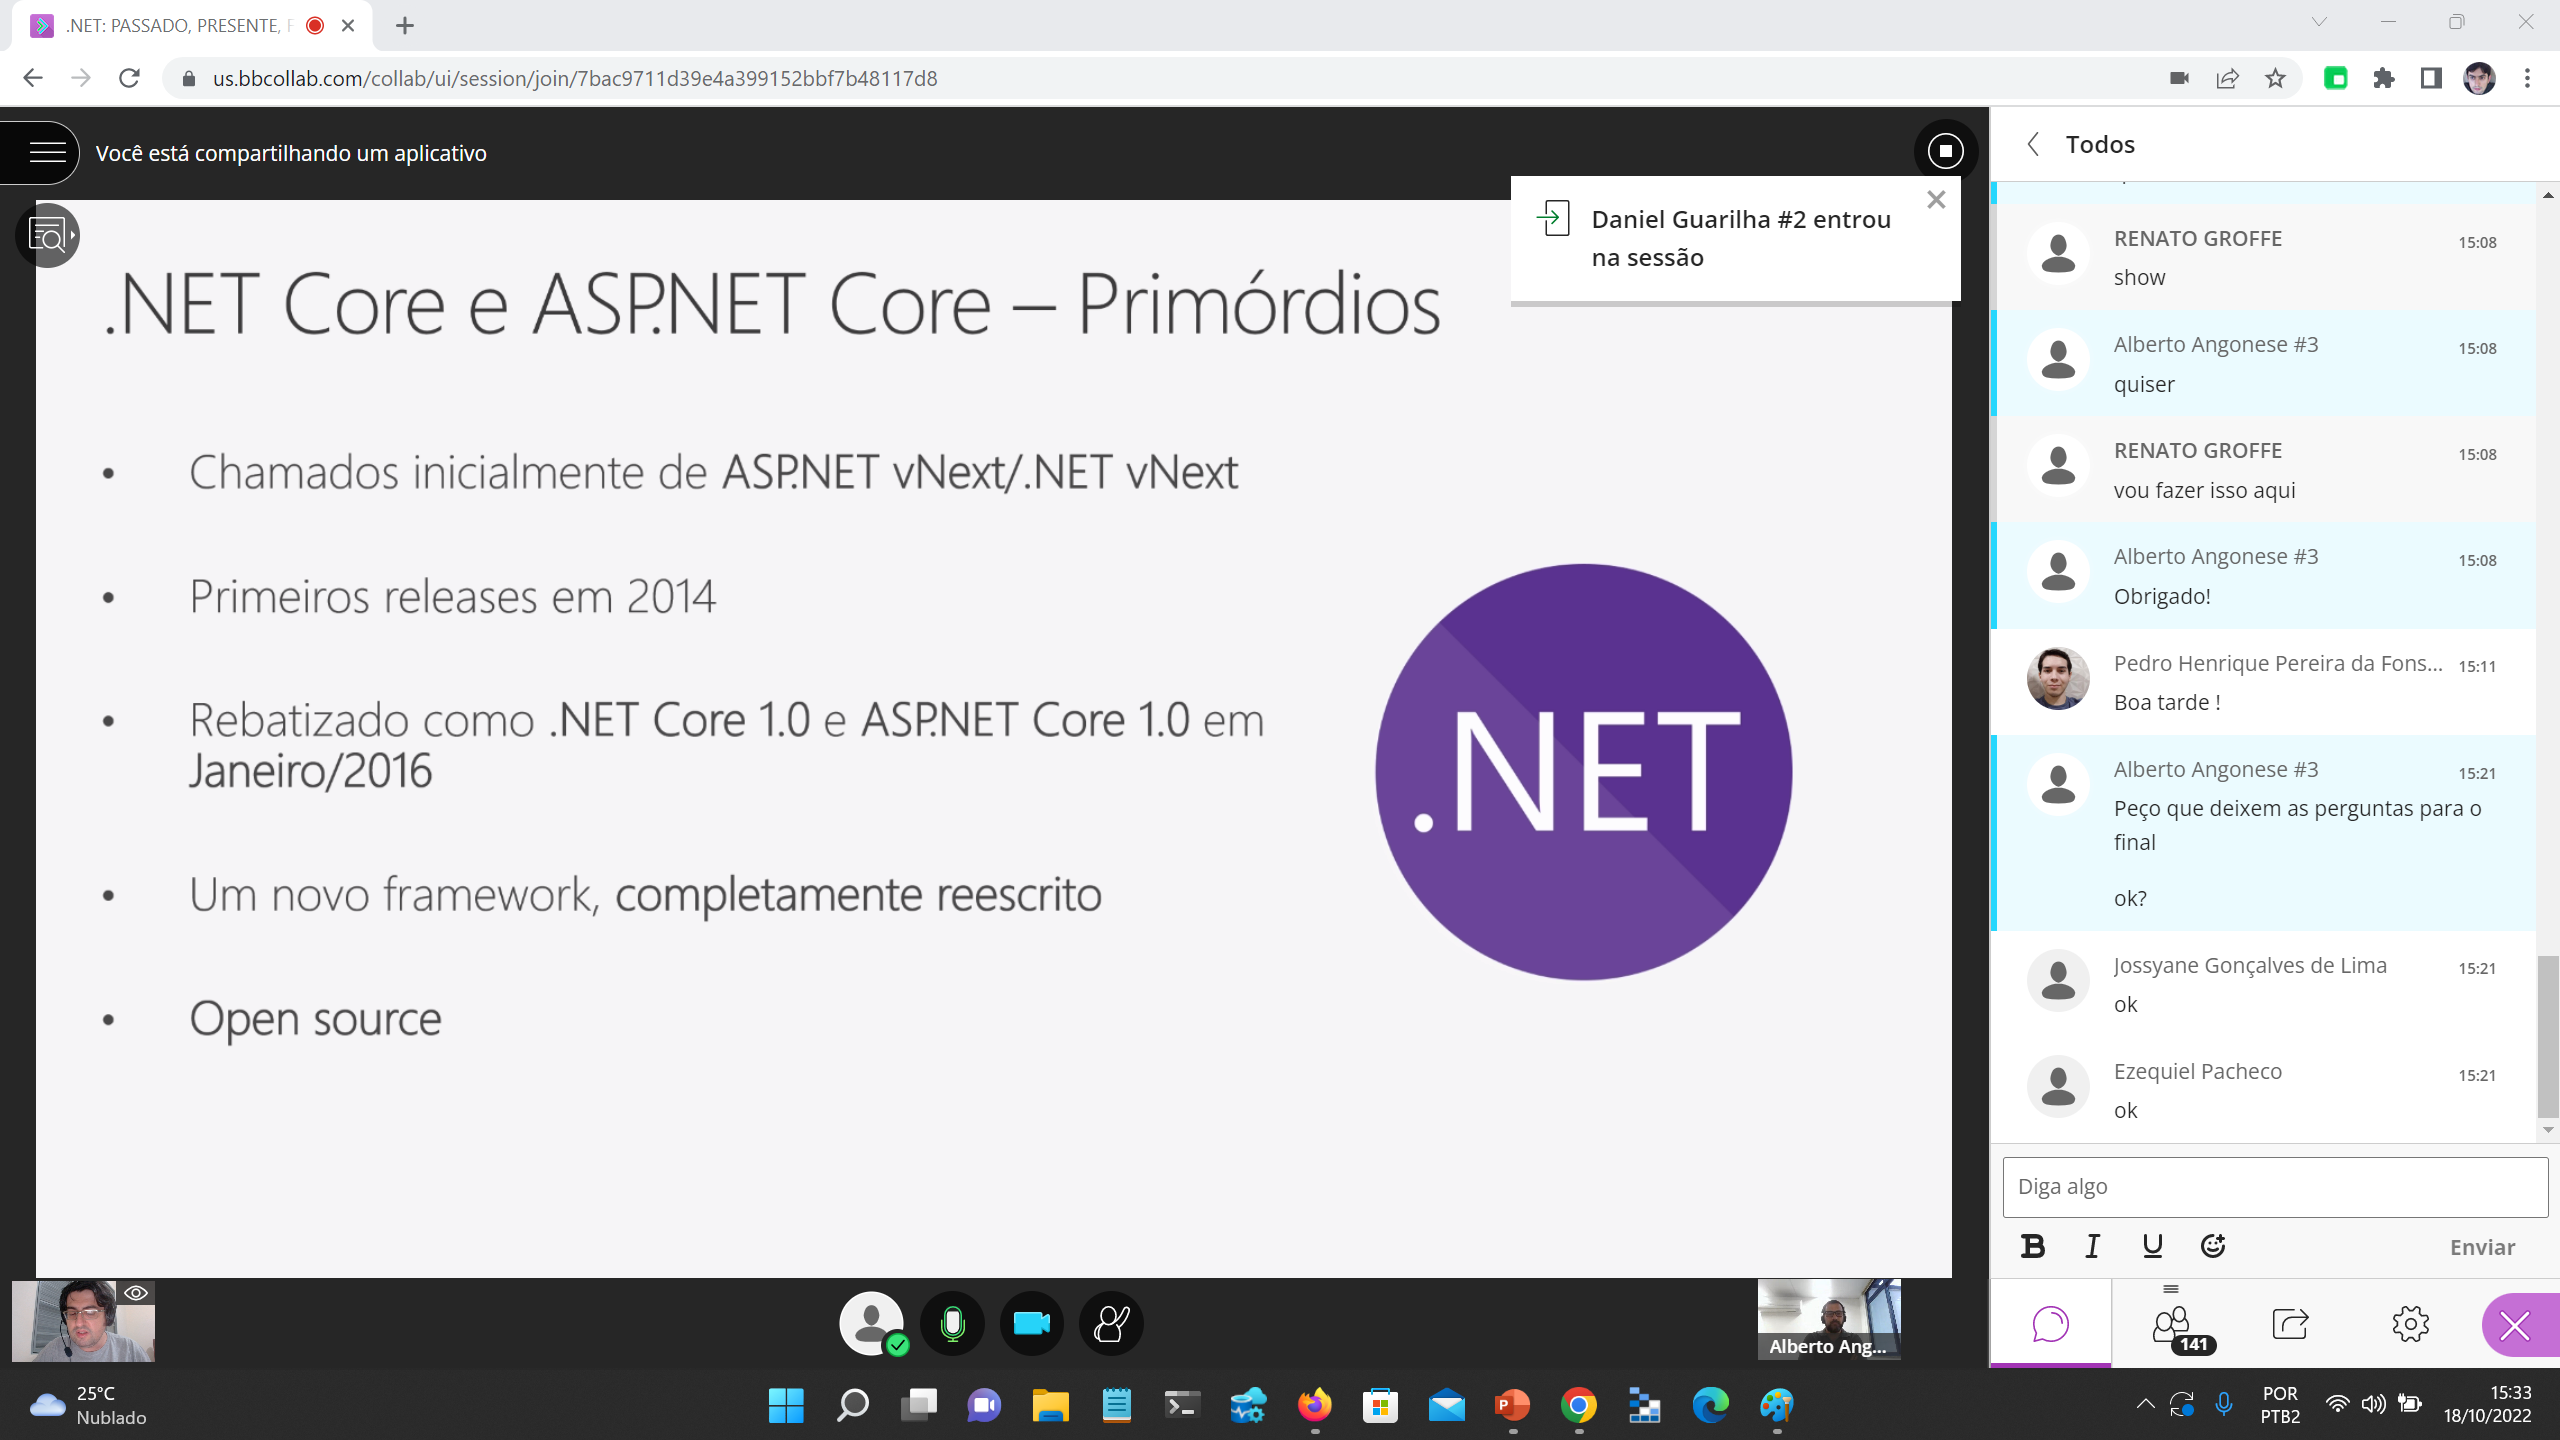 .NET: PASSADO, PRESENTE, F
us.bbcollab.com/collab/ui/session/join/7bac9711d39e4a399152bbf7b48117d8
Você está compartilhando um aplicativo
Daniel Guarilha #2 entrou
na sessão
.NET Core e ASP.NET Core – Primórdios
• Chamados inicialmente de ASP.NET vNext/.NET vNext
• Primeiros releases em 2014
• Rebatizado como .NET Core 1.0 e ASP.NET Core 1.0 em
Janeiro/2016
• Um novo framework, completamente reescrito
• Open source
.NET
Todos
RENATO GROFFE 15:08
show
Alberto Angonese #3 15:08
quiser
RENATO GROFFE 15:08
vou fazer isso aqui
Alberto Angonese #3 15:08
Obrigado!
Pedro Henrique Pereira da Fons... 15:11
Boa tarde !
Alberto Angonese #3 15:21
Peço que deixem as perguntas para o
final
ok?
Jossyane Gonçalves de Lima 15:21
ok
Ezequiel Pacheco 15:21
ok
Diga algo
B I U Enviar
141
Alberto Ang...
25°C
Nublado
POR
PTB2
15:33
18/10/2022